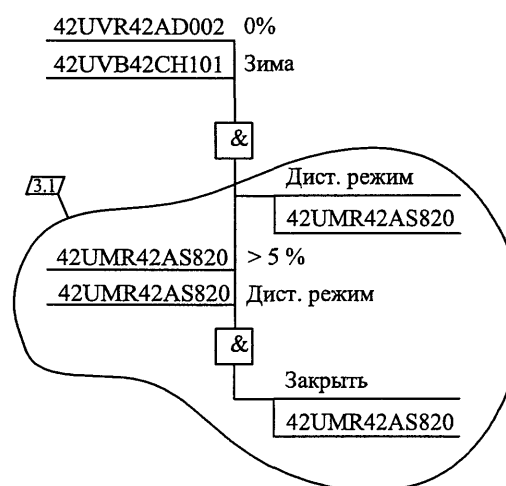 42UVR42AD002 0%
42UVB42CH101 Зима
&
3.1
Дист. режим
42UMR42AS820
42UMR42AS820 > 5 %
42UMR42AS820 Дист. режим
&
Закрыть
42UMR42AS820